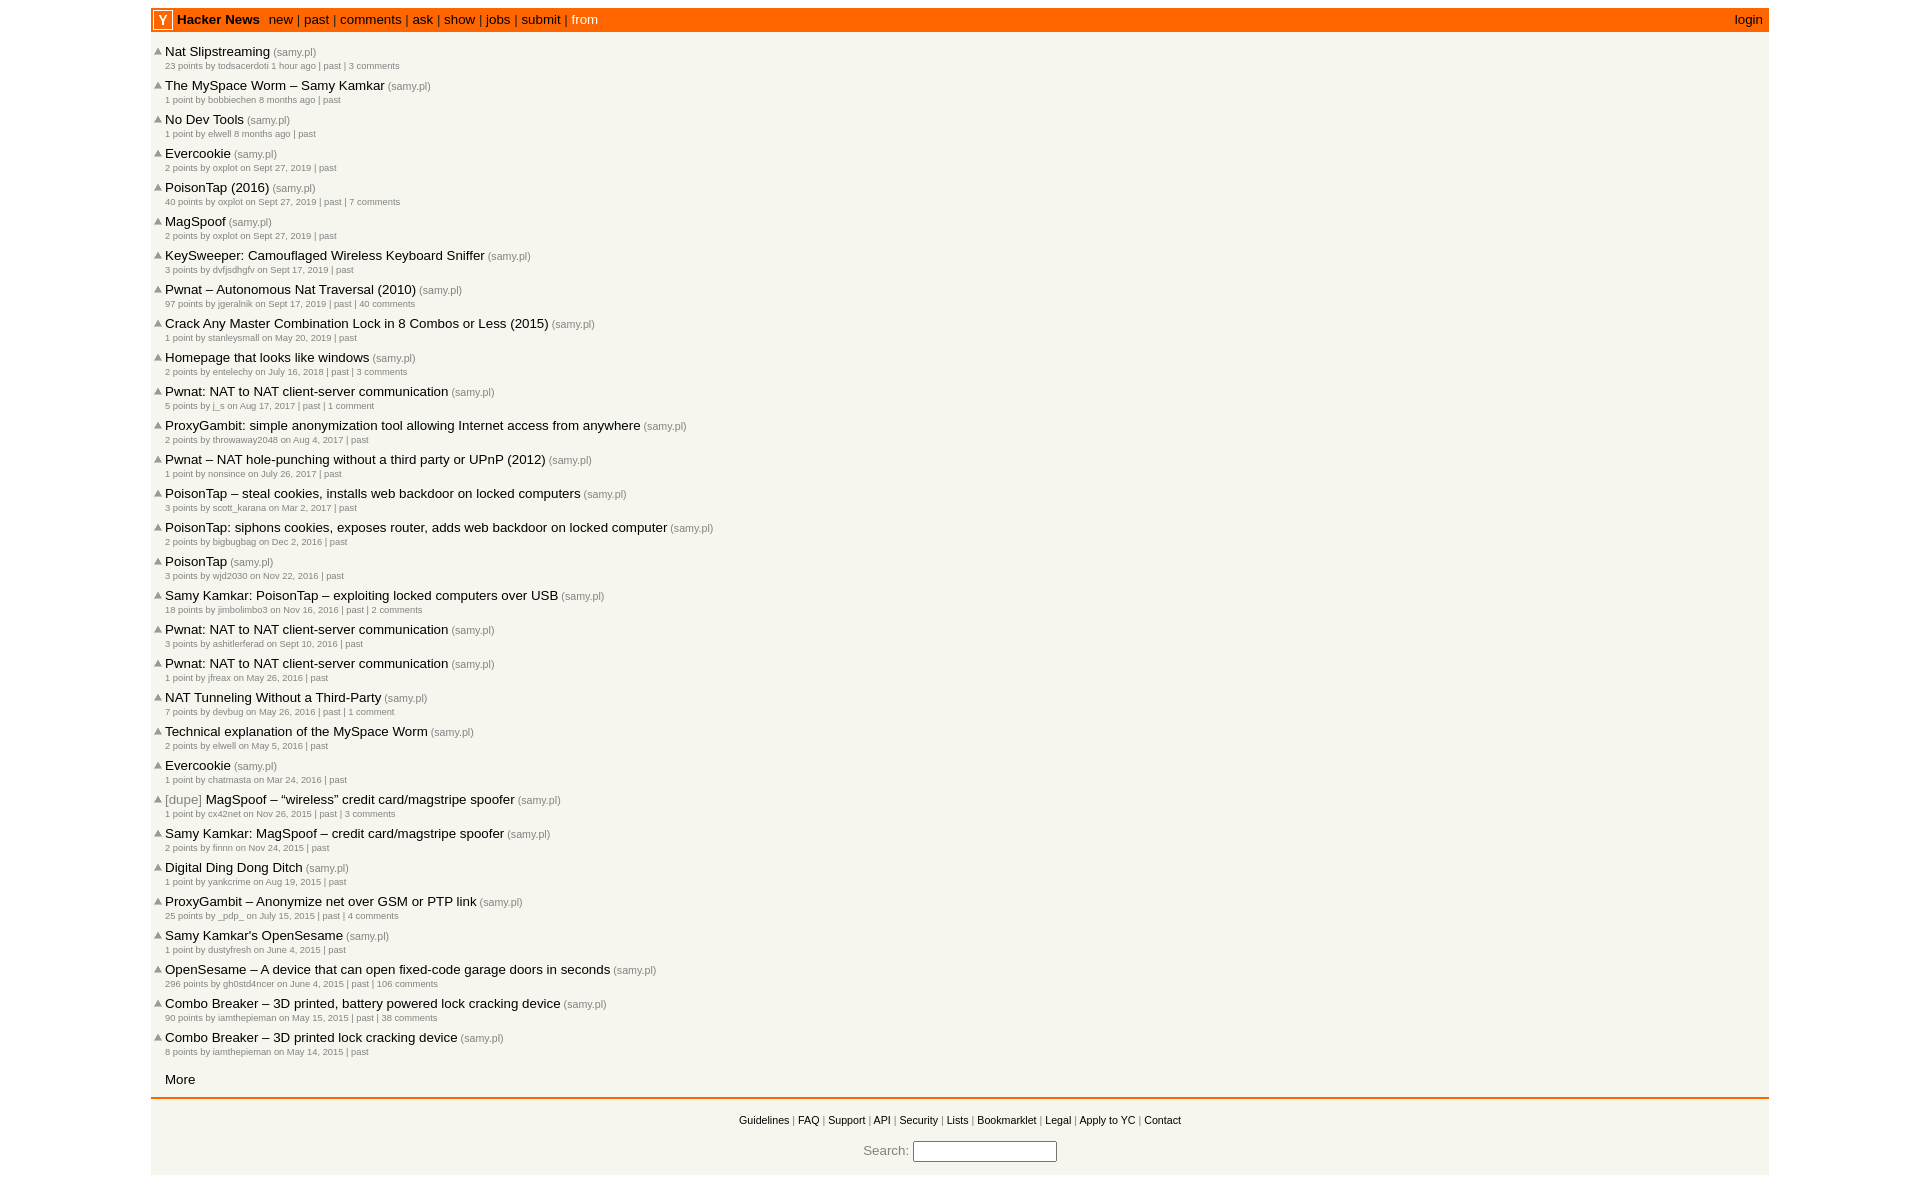 Y Hacker News new | past | comments | ask | show | jobs | submit | from login
Nat Slipstreaming (samy.pl)
23 points by todsacerdoti 1 hour ago | past | 3 comments
The MySpace Worm – Samy Kamkar (samy.pl)
1 point by bobbiechen 8 months ago | past
No Dev Tools (samy.pl)
1 point by elwell 8 months ago | past
Evercookie (samy.pl)
2 points by oxplot on Sept 27, 2019 | past
PoisonTap (2016) (samy.pl)
40 points by oxplot on Sept 27, 2019 | past | 7 comments
MagSpoof (samy.pl)
2 points by oxplot on Sept 27, 2019 | past
KeySweeper: Camouflaged Wireless Keyboard Sniffer (samy.pl)
3 points by dvfjsdhgfv on Sept 17, 2019 | past
Pwnat – Autonomous Nat Traversal (2010) (samy.pl)
97 points by jgeralnik on Sept 17, 2019 | past | 40 comments
Crack Any Master Combination Lock in 8 Combos or Less (2015) (samy.pl)
1 point by stanleysmall on May 20, 2019 | past
Homepage that looks like windows (samy.pl)
2 points by entelechy on July 16, 2018 | past | 3 comments
Pwnat: NAT to NAT client-server communication (samy.pl)
5 points by j_s on Aug 17, 2017 | past | 1 comment
ProxyGambit: simple anonymization tool allowing Internet access from anywhere (samy.pl)
2 points by throwaway2048 on Aug 4, 2017 | past
Pwnat – NAT hole-punching without a third party or UPnP (2012) (samy.pl)
1 point by nonsince on July 26, 2017 | past
PoisonTap – steal cookies, installs web backdoor on locked computers (samy.pl)
3 points by scott_karana on Mar 2, 2017 | past
PoisonTap: siphons cookies, exposes router, adds web backdoor on locked computer (samy.pl)
2 points by bigbugbag on Dec 2, 2016 | past
PoisonTap (samy.pl)
3 points by wjd2030 on Nov 22, 2016 | past
Samy Kamkar: PoisonTap – exploiting locked computers over USB (samy.pl)
18 points by jimbolimbo3 on Nov 16, 2016 | past | 2 comments
Pwnat: NAT to NAT client-server communication (samy.pl)
3 points by ashitlerferad on Sept 10, 2016 | past
Pwnat: NAT to NAT client-server communication (samy.pl)
1 point by jfreax on May 26, 2016 | past
NAT Tunneling Without a Third-Party (samy.pl)
7 points by devbug on May 26, 2016 | past | 1 comment
Technical explanation of the MySpace Worm (samy.pl)
2 points by elwell on May 5, 2016 | past
Evercookie (samy.pl)
1 point by chatmasta on Mar 24, 2016 | past
[dupe] MagSpoof – “wireless” credit card/magstripe spoofer (samy.pl)
1 point by cx42net on Nov 26, 2015 | past | 3 comments
Samy Kamkar: MagSpoof – credit card/magstripe spoofer (samy.pl)
2 points by finnn on Nov 24, 2015 | past
Digital Ding Dong Ditch (samy.pl)
1 point by yankcrime on Aug 19, 2015 | past
ProxyGambit – Anonymize net over GSM or PTP link (samy.pl)
25 points by _pdp_ on July 15, 2015 | past | 4 comments
Samy Kamkar's OpenSesame (samy.pl)
1 point by dustyfresh on June 4, 2015 | past
OpenSesame – A device that can open fixed-code garage doors in seconds (samy.pl)
296 points by gh0std4ncer on June 4, 2015 | past | 106 comments
Combo Breaker – 3D printed, battery powered lock cracking device (samy.pl)
90 points by iamthepieman on May 15, 2015 | past | 38 comments
Combo Breaker – 3D printed lock cracking device (samy.pl)
8 points by iamthepieman on May 14, 2015 | past
More
Guidelines | FAQ | Support | API | Security | Lists | Bookmarklet | Legal | Apply to YC | Contact
Search: